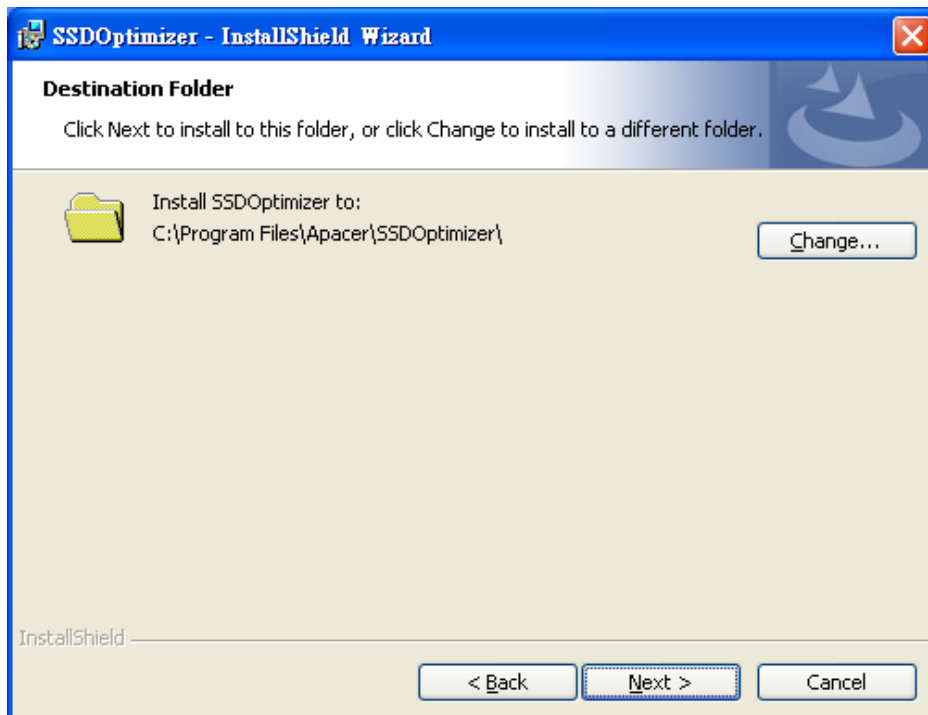 SSDOptimizer - InstallShield Wizard
Destination Folder
Click Next to install to this folder, or click Change to install to a different folder.
Install SSDOptimizer to:
C:\Program Files\Apacer\SSDOptimizer\
Change...
InstallShield
< Back
Next >
Cancel